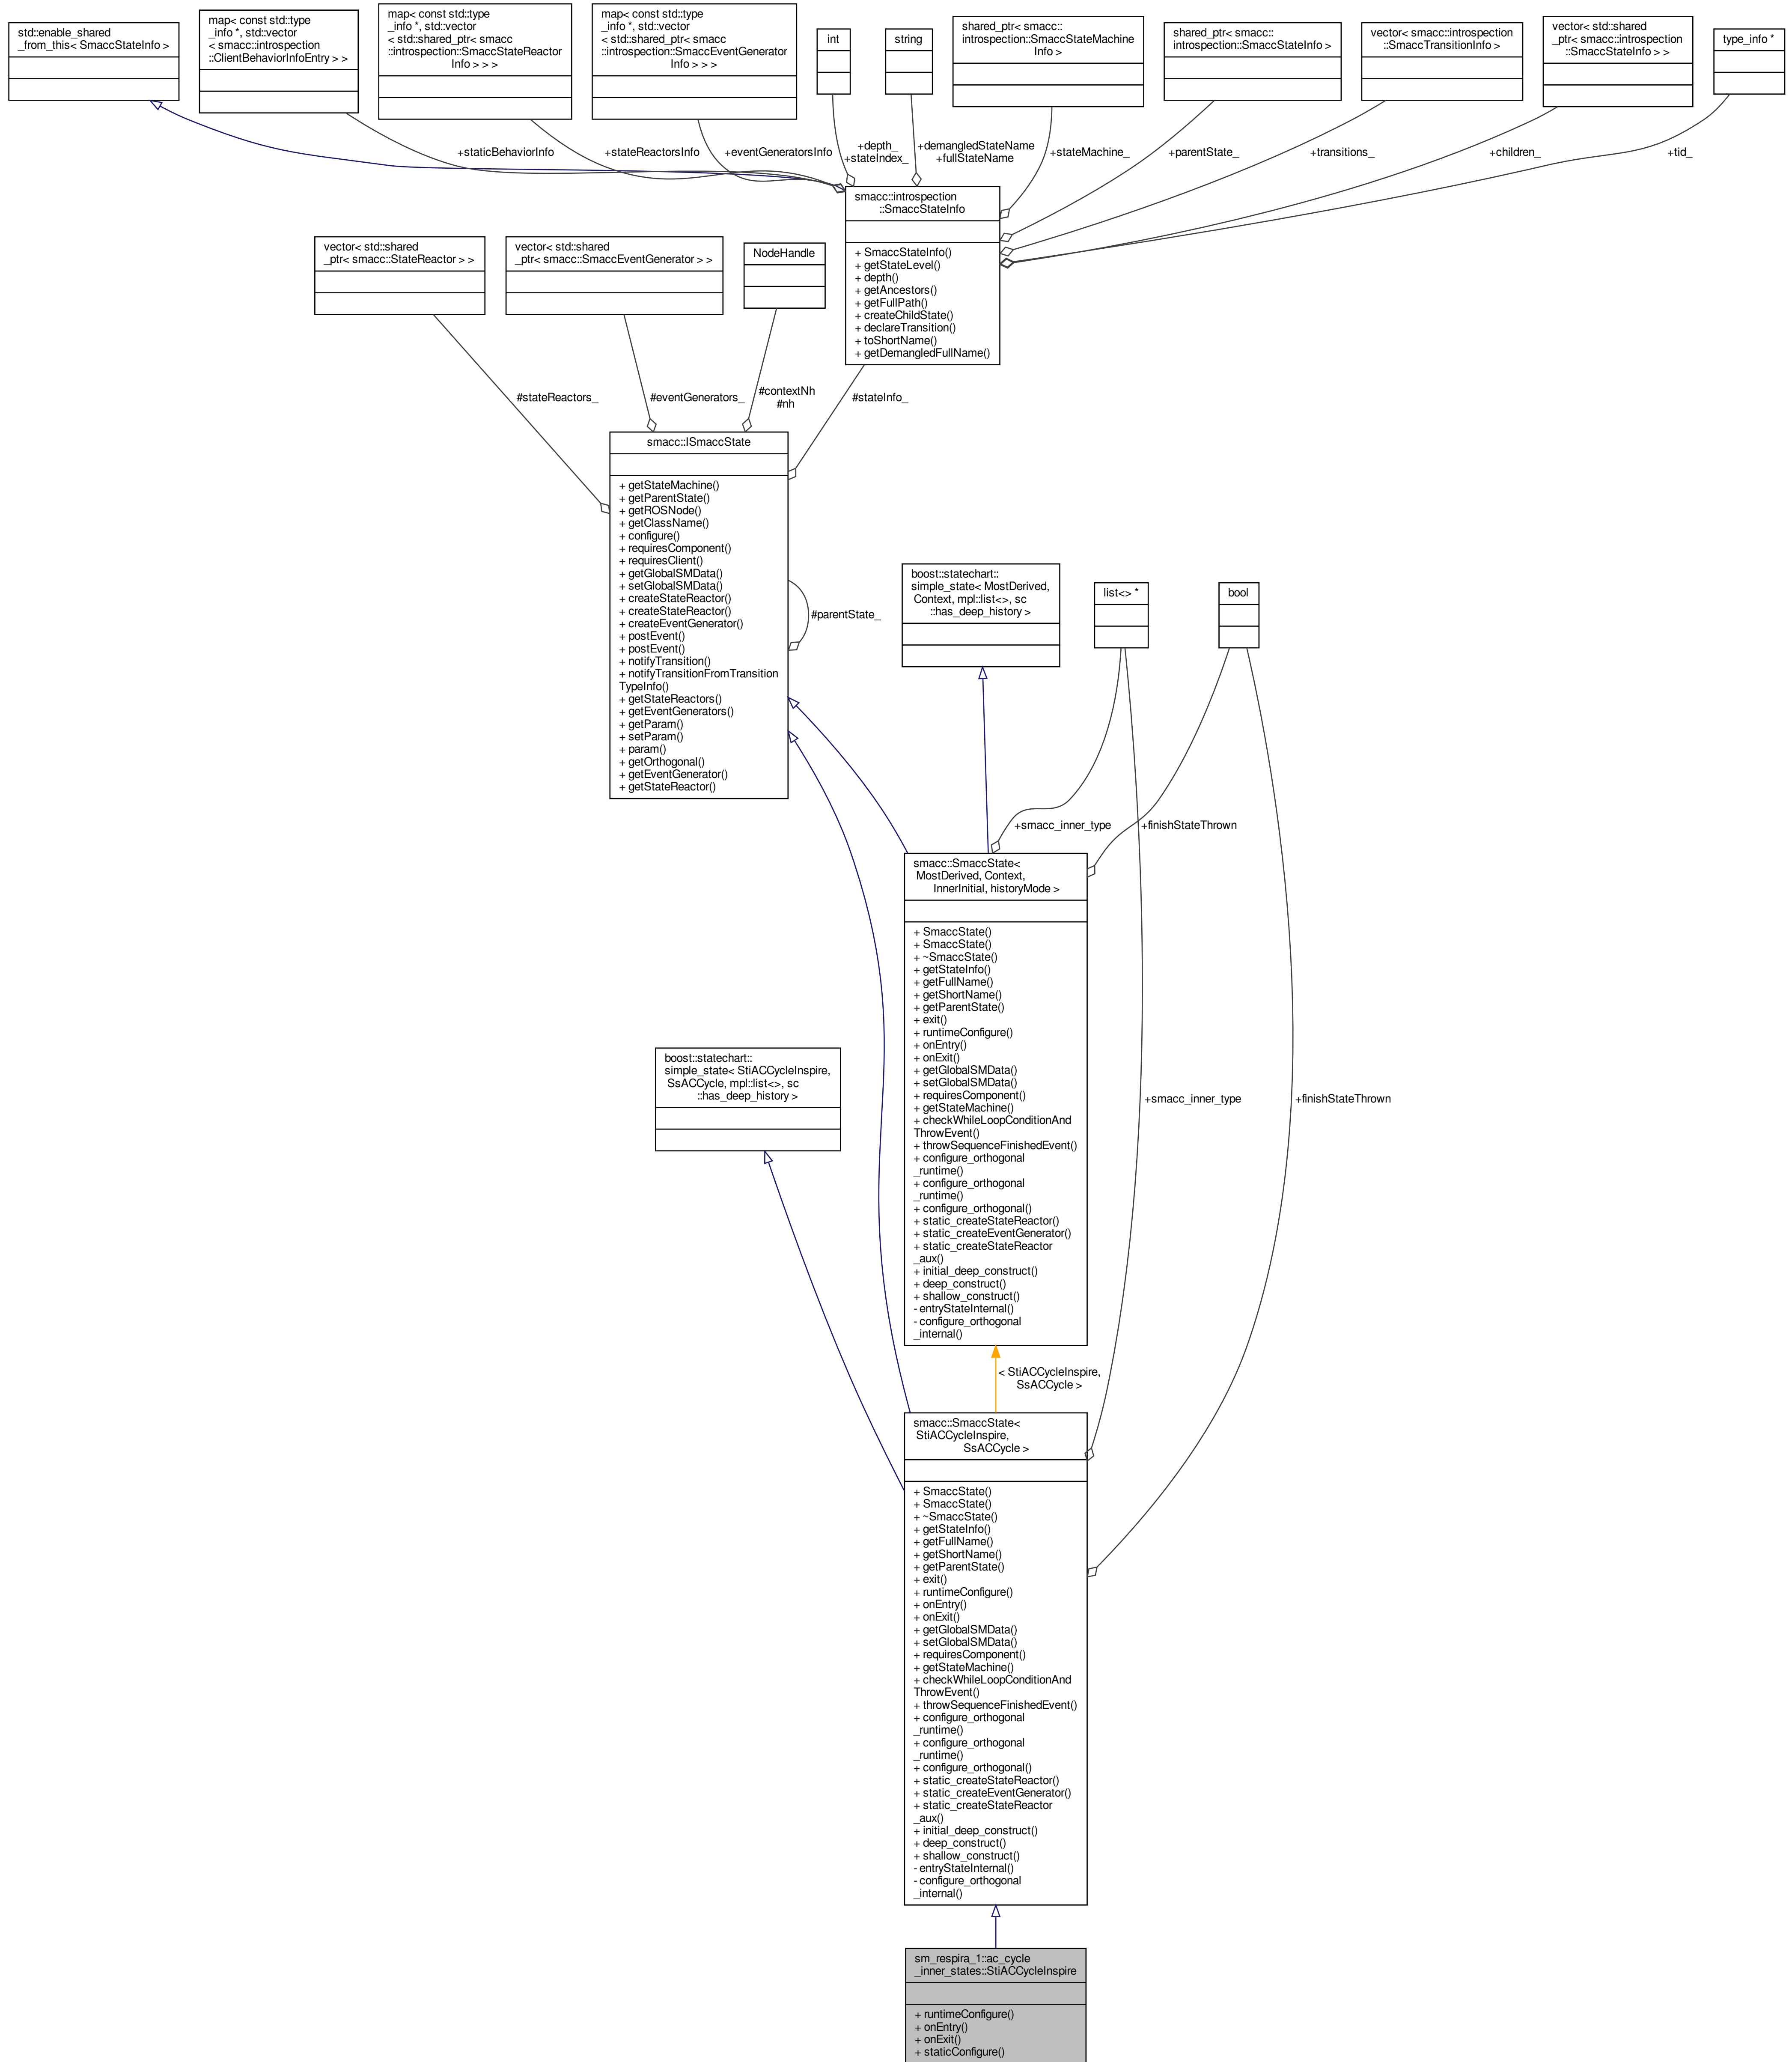 std::enable_shared
_from_this< SmaccStateInfo >
map< const std::type
_info *, std::vector
< smacc::introspection
::ClientBehaviorInfoEntry > >
map< const std::type
_info *, std::vector
< std::shared_ptr< smacc
::introspection::SmaccStateReactor
Info > > >
map< const std::type
_info *, std::vector
< std::shared_ptr< smacc
::introspection::SmaccEventGenerator
Info > > >
int
string
shared_ptr< smacc::
introspection::SmaccStateMachine
Info >
shared_ptr< smacc::
introspection::SmaccStateInfo >
vector< smacc::introspection
::SmaccTransitionInfo >
vector< std::shared
_ptr< smacc::introspection
::SmaccStateInfo > >
type_info *
+staticBehaviorInfo
+stateReactorsInfo
+eventGeneratorsInfo
+depth_
+stateIndex_
+demangledStateName
+fullStateName
+stateMachine_
+parentState_
+transitions_
+children_
+tid_
smacc::introspection
::SmaccStateInfo
+ SmaccStateInfo()
+ getStateLevel()
+ depth()
+ getAncestors()
+ getFullPath()
+ createChildState()
+ declareTransition()
+ toShortName()
+ getDemangledFullName()
vector< std::shared
_ptr< smacc::StateReactor > >
vector< std::shared
_ptr< smacc::SmaccEventGenerator > >
NodeHandle
#stateReactors_
#eventGenerators_
#contextNh
#nh
#stateInfo_
smacc::ISmaccState
+ getStateMachine()
+ getParentState()
+ getROSNode()
+ getClassName()
+ configure()
+ requiresComponent()
+ requiresClient()
+ getGlobalSMData()
+ setGlobalSMData()
+ createStateReactor()
+ createStateReactor()
+ createEventGenerator()
+ postEvent()
+ postEvent()
+ notifyTransition()
+ notifyTransitionFromTransition
TypeInfo()
+ getStateReactors()
+ getEventGenerators()
+ getParam()
+ setParam()
+ param()
+ getOrthogonal()
+ getEventGenerator()
+ getStateReactor()
#parentState_
boost::statechart::
simple_state< MostDerived,
Context, mpl::list<>, sc
::has_deep_history >
list<> *
bool
+smacc_inner_type
+finishStateThrown
smacc::SmaccState<
MostDerived, Context,
InnerInitial, historyMode >
+ SmaccState()
+ SmaccState()
+ ~SmaccState()
+ getStateInfo()
+ getFullName()
+ getShortName()
+ getParentState()
+ exit()
+ runtimeConfigure()
+ onEntry()
+ onExit()
+ getGlobalSMData()
+ setGlobalSMData()
+ requiresComponent()
+ getStateMachine()
+ checkWhileLoopConditionAnd
ThrowEvent()
+ throwSequenceFinishedEvent()
+ configure_orthogonal
_runtime()
+ configure_orthogonal
_runtime()
+ configure_orthogonal()
+ static_createStateReactor()
+ static_createEventGenerator()
+ static_createStateReactor
_aux()
+ initial_deep_construct()
+ deep_construct()
+ shallow_construct()
- entryStateInternal()
- configure_orthogonal
_internal()
boost::statechart::
simple_state< StiACCycleInspire,
SsACCycle, mpl::list<>, sc
::has_deep_history >
+smacc_inner_type
+finishStateThrown
< StiACCycleInspire,
SsACCycle >
smacc::SmaccState<
StiACCycleInspire,
SsACCycle >
+ SmaccState()
+ SmaccState()
+ ~SmaccState()
+ getStateInfo()
+ getFullName()
+ getShortName()
+ getParentState()
+ exit()
+ runtimeConfigure()
+ onEntry()
+ onExit()
+ getGlobalSMData()
+ setGlobalSMData()
+ requiresComponent()
+ getStateMachine()
+ checkWhileLoopConditionAnd
ThrowEvent()
+ throwSequenceFinishedEvent()
+ configure_orthogonal
_runtime()
+ configure_orthogonal
_runtime()
+ configure_orthogonal()
+ static_createStateReactor()
+ static_createEventGenerator()
+ static_createStateReactor
_aux()
+ initial_deep_construct()
+ deep_construct()
+ shallow_construct()
- entryStateInternal()
- configure_orthogonal
_internal()
sm_respira_1::ac_cycle
_inner_states::StiACCycleInspire
+ runtimeConfigure()
+ onEntry()
+ onExit()
+ staticConfigure()